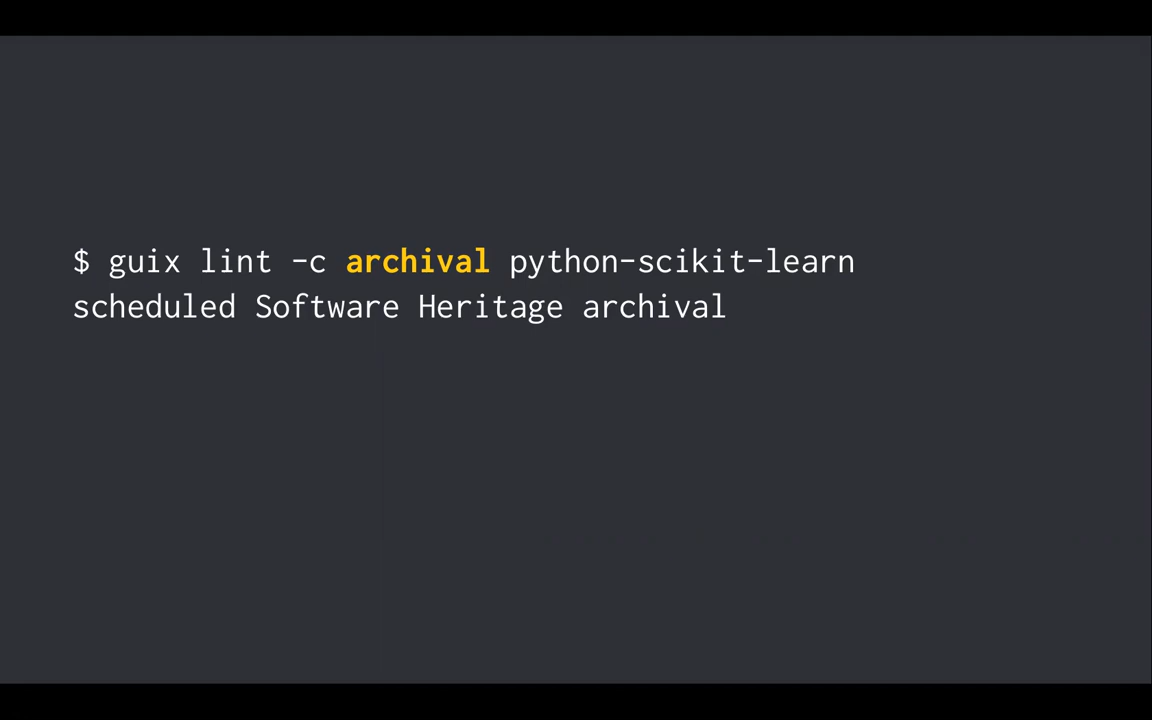 $ guix lint -c archival python-scikit-learn
scheduled Software Heritage archival